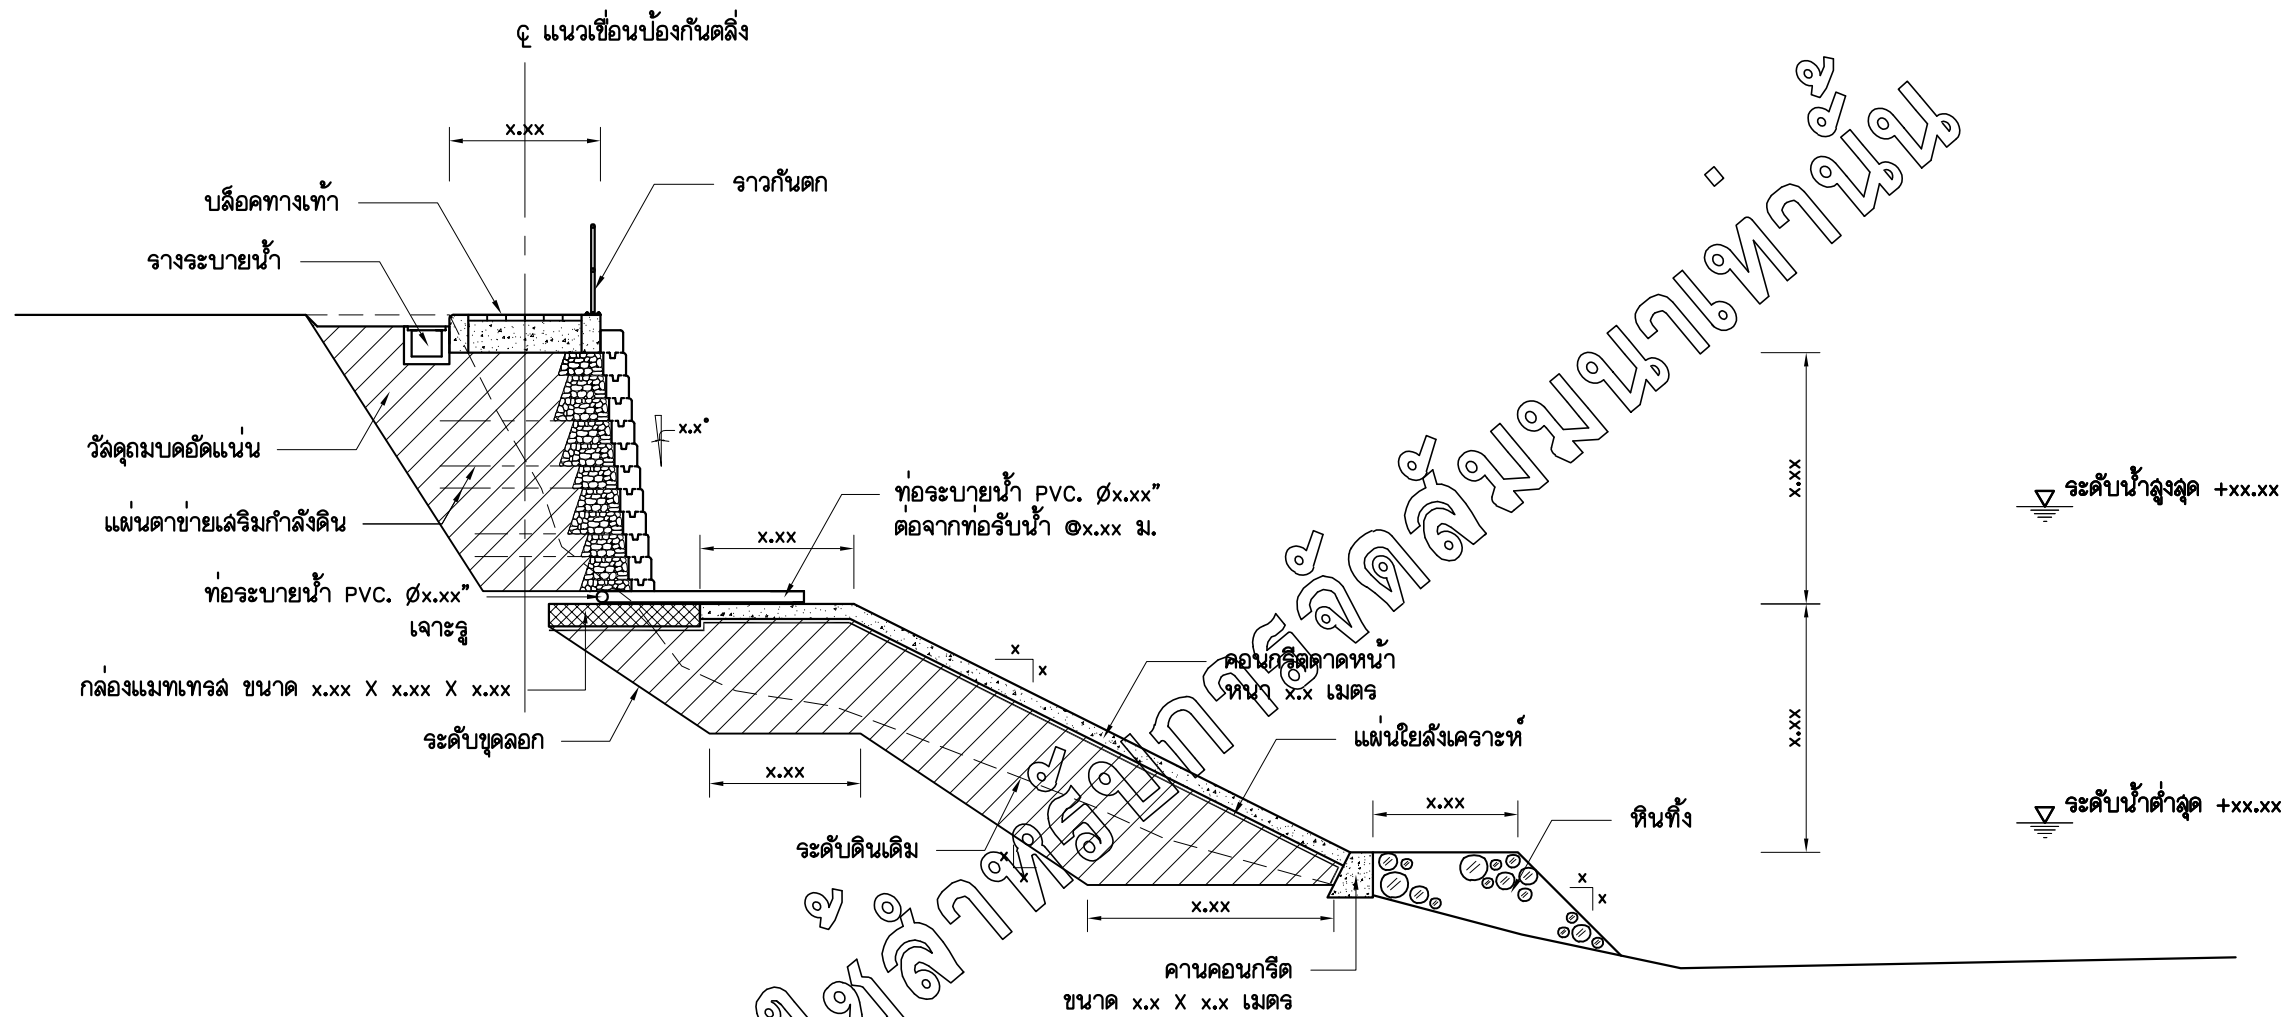 ℄ แนวเขื่อนป้องกันตลิ่ง
x.xx
ราวกันตก
บล็อคทางเท้า
รางระบายน้ำ
วัสดุถมบดอัดแน่น
x.x°
แผ่นตาข่ายเสริมกำลังดิน
ท่อระบายน้ำ PVC. Øx.xx"
ต่อจากท่อรับน้ำ @x.xx ม.
x.xx
x.xx
ระดับน้ำสูงสุด +xx.xx
ท่อระบายน้ำ PVC. Øx.xx"
เจาะรู
กล่องแมทเทรส ขนาด x.xx X x.xx X x.xx
x
x
คอนกรีตดาดหน้า
หนา x.x เมตร
ระดับขุดลอก
แผ่นใยสังเคราะห์
x.xx
x.xx
x.xx
หินทิ้ง
ระดับน้ำต่ำสุด +xx.xx
ระดับดินเดิม
x
x
x
x
x.xx
คานคอนกรีต
ขนาด x.x X x.x เมตร
ใช้สำหรับการจัดสัมมนาเท่านั้น